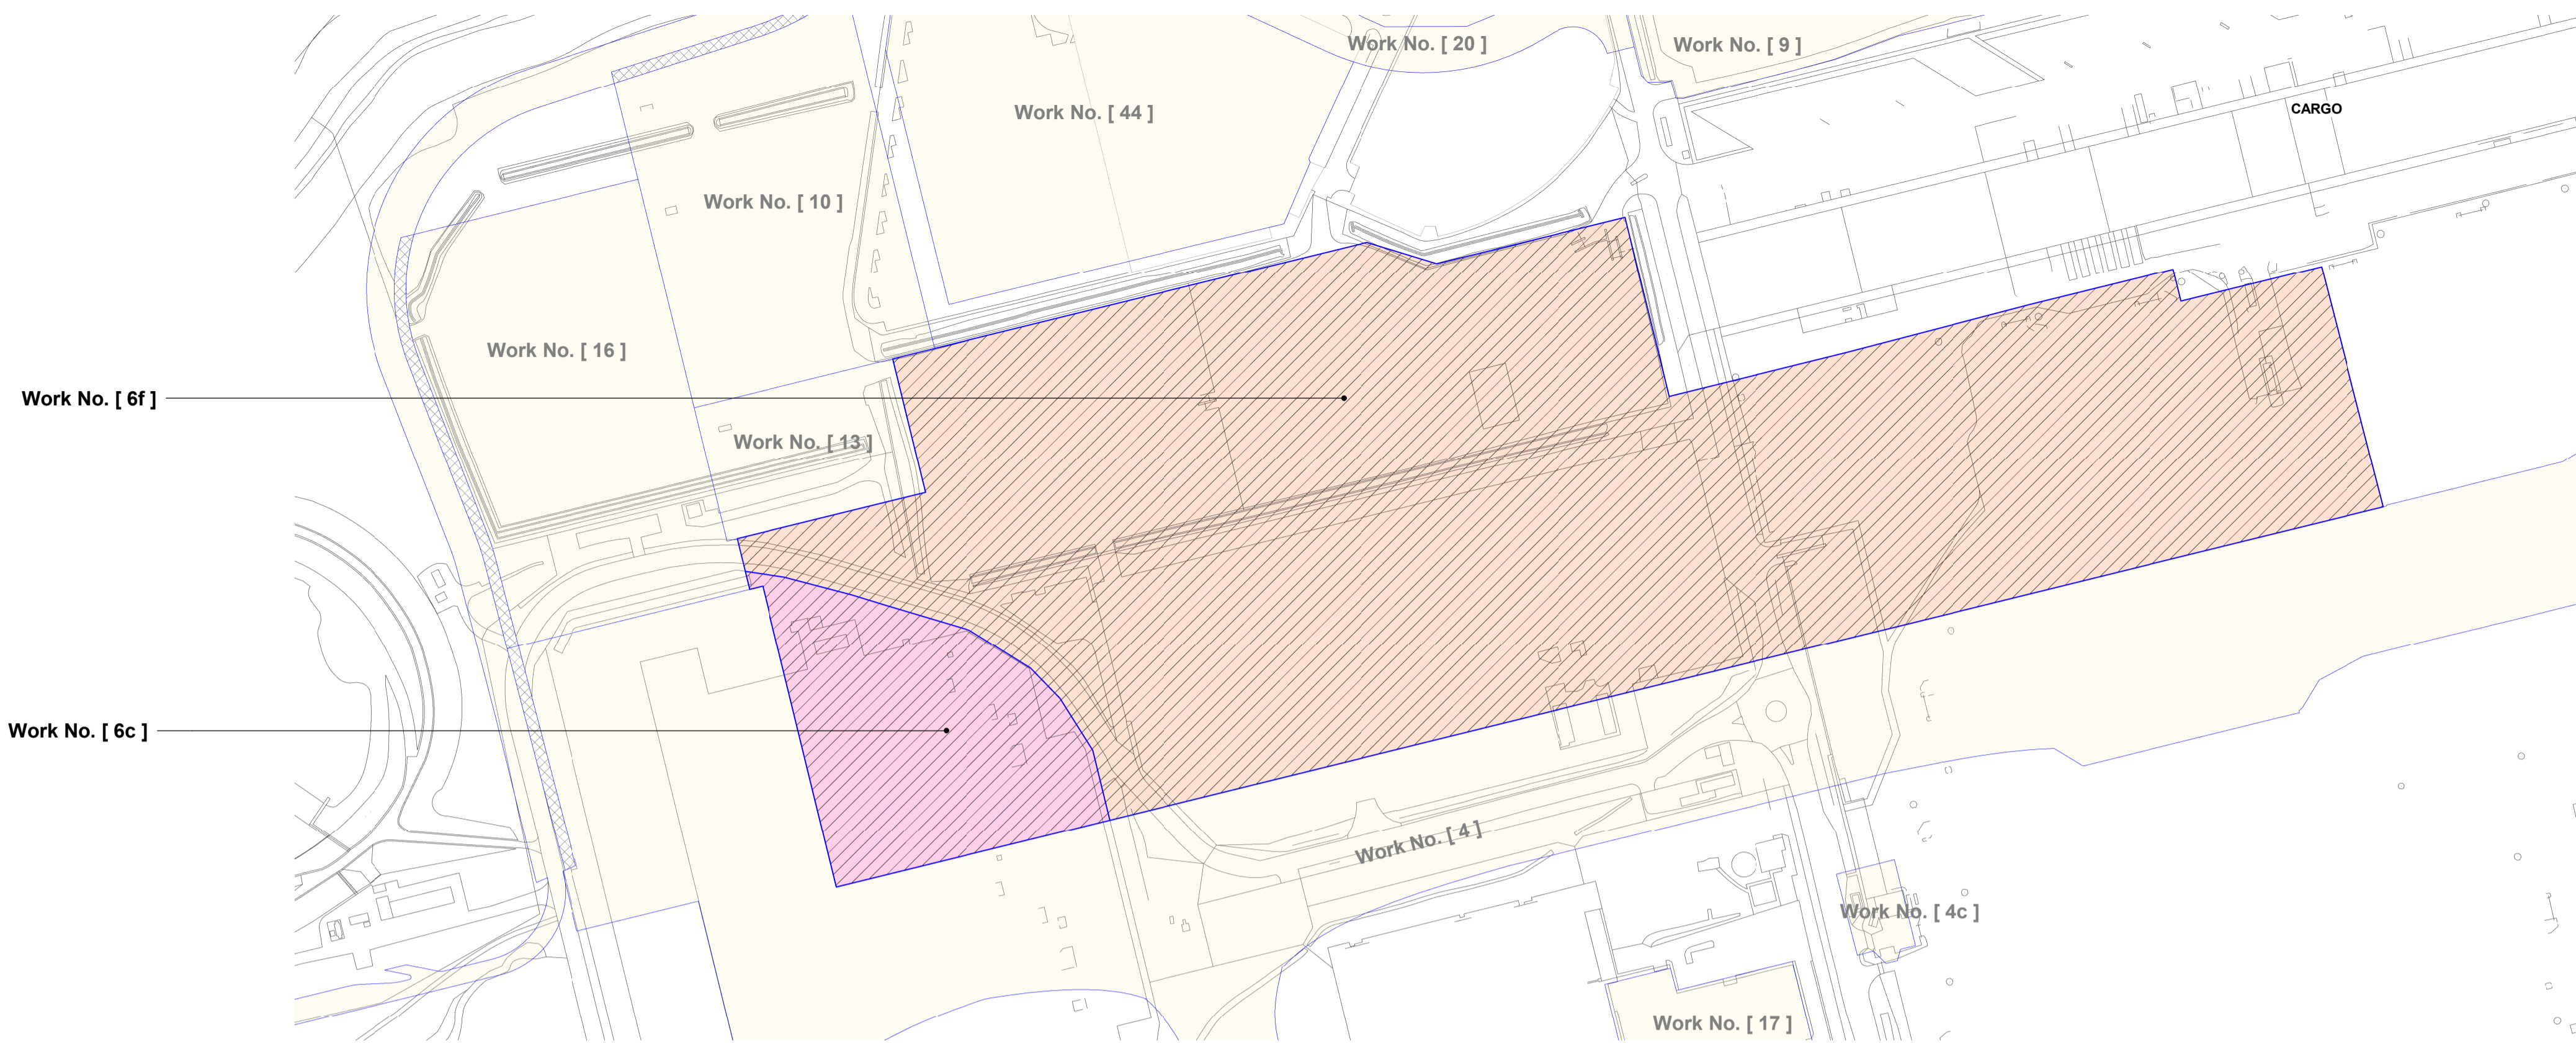 Work No. [ 20 ]
Work No. [ 9 ]
CARGO
Work No. [ 44 ]
Work No. [ 10 ]
Work No. [ 16 ]
Work No. [ 6f ]
Work No. [ 13 ]
Work No. [ 6c ]
Work No. [ 4 ]
Work No. [ 4c ]
Work No. [ 17 ]